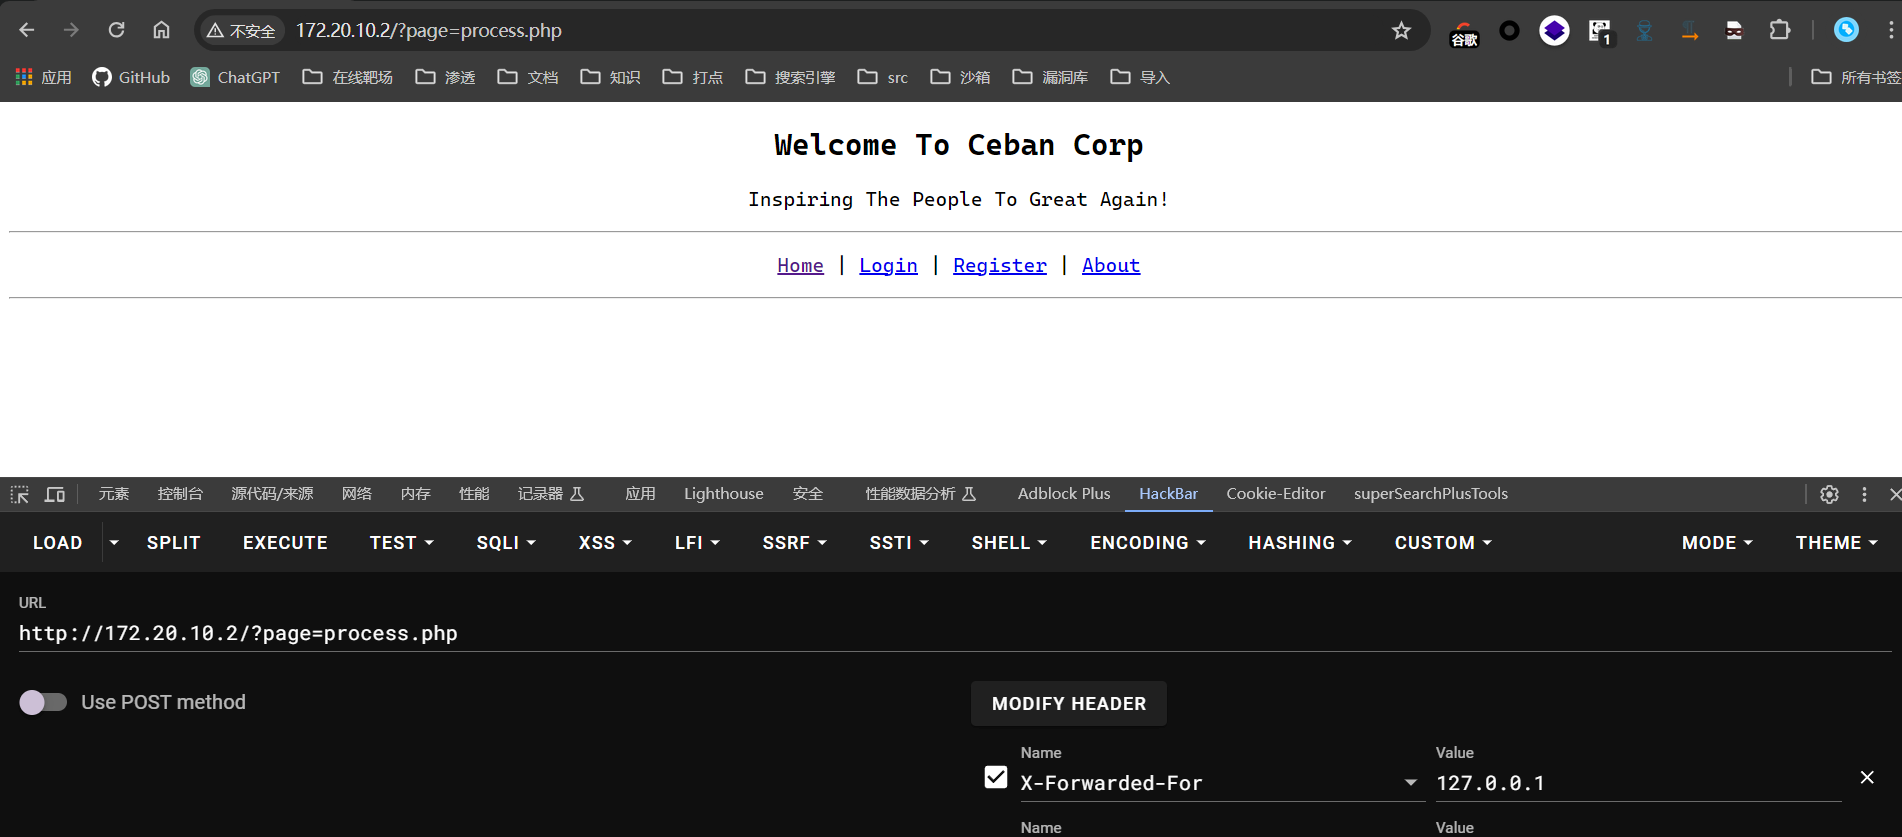 不安全 172.20.10.2/?page=process.php 谷歌 1
应用 GitHub ChatGPT 在线靶场 渗透 文档 知识 打点 搜索引擎 src 沙箱 漏洞库 导入 所有书签
Welcome To Ceban Corp
Inspiring The People To Great Again!
Home | Login | Register | About
元素 控制台 源代码/来源 网络 内存 性能 记录器 应用 Lighthouse 安全 性能数据分析 Adblock Plus HackBar Cookie-Editor superSearchPlusTools
LOAD SPLIT EXECUTE TEST SQLI XSS LFI SSRF SSTI SHELL ENCODING HASHING CUSTOM MODE THEME
URL
http://172.20.10.2/?page=process.php
Use POST method MODIFY HEADER
Name Value
X-Forwarded-For 127.0.0.1
Name Value